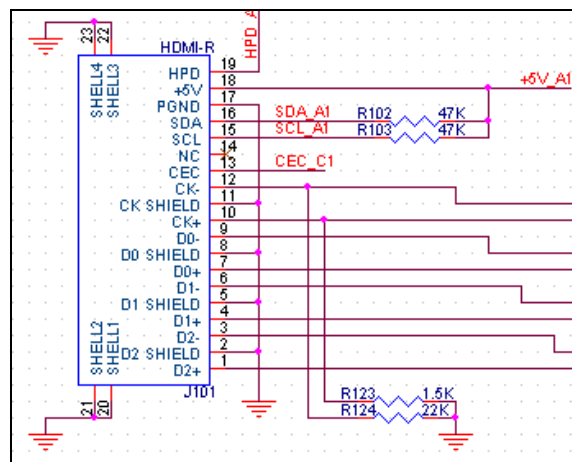 23
22
HDMI-R
HPD_A
SHELL4
SHELL3
HPD 19
+5V 18
+5V_A1
PGND 17
SDA 16 SDA_A1 R102 47K
SCL 15 SCL_A1 R103 47K
NC 14
CEC 13 CEC_C1
CK- 12
CK SHIELD 11
CK+ 10
D0- 9
D0 SHIELD 8
D0+ 7
D1- 6
D1 SHIELD 5
D1+ 4
D2- 3
D2 SHIELD 2
D2+ 1
SHELL2
SHELL1
J101
21
20
R123 1.5K
R124 22K